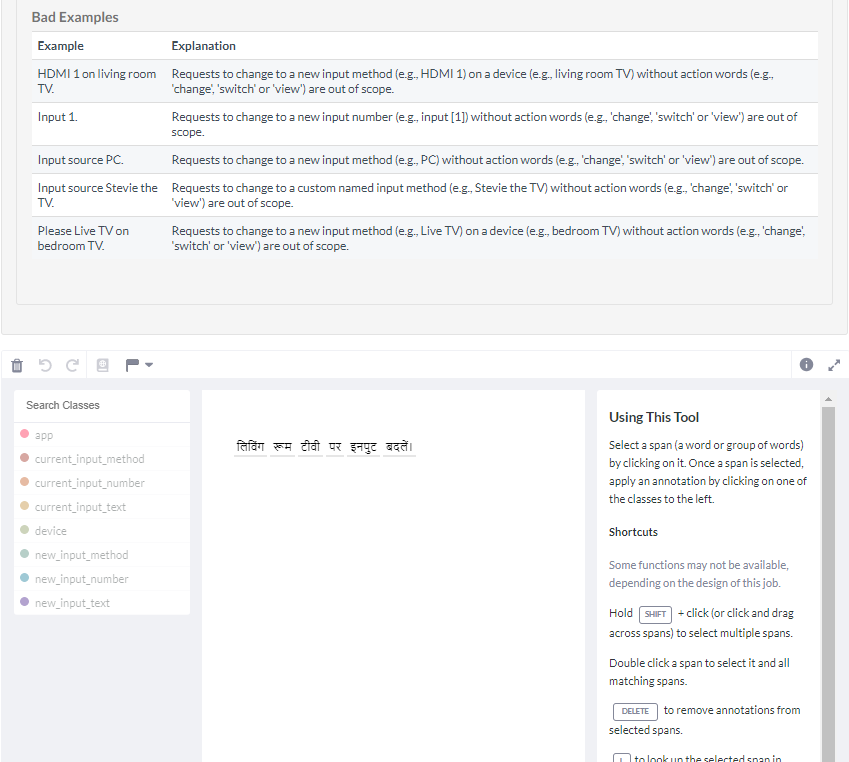 Bad Examples
Example Explanation
HDMI 1 on living room TV. Requests to change to a new input method (e.g., HDMI 1) on a device (e.g., living room TV) without action words (e.g., 'change', 'switch' or 'view') are out of scope.
Input 1. Requests to change to a new input number (e.g., input [1]) without action words (e.g., 'change', 'switch' or 'view') are out of scope.
Input source PC. Requests to change to a new input method (e.g., PC) without action words (e.g., 'change', 'switch' or 'view') are out of scope.
Input source Stevie the TV. Requests to change to a custom named input method (e.g., Stevie the TV) without action words (e.g., 'change', 'switch' or 'view') are out of scope.
Please Live TV on bedroom TV. Requests to change to a new input method (e.g., Live TV) on a device (e.g., bedroom TV) without action words (e.g., 'change', 'switch' or 'view') are out of scope.
Search Classes
app
current_input_method
current_input_number
current_input_text
device
new_input_method
new_input_number
new_input_text
लिविंग रूम टीवी पर इनपुट बदलें।
Using This Tool
Select a span (a word or group of words)
by clicking on it. Once a span is selected,
apply an annotation by clicking on one of
the classes to the left.
Shortcuts
Some functions may not be available,
depending on the design of this job.
Hold SHIFT + click (or click and drag
across spans) to select multiple spans.
Double click a span to select it and all
matching spans.
DELETE to remove annotations from
selected spans.
to look up the selected span in